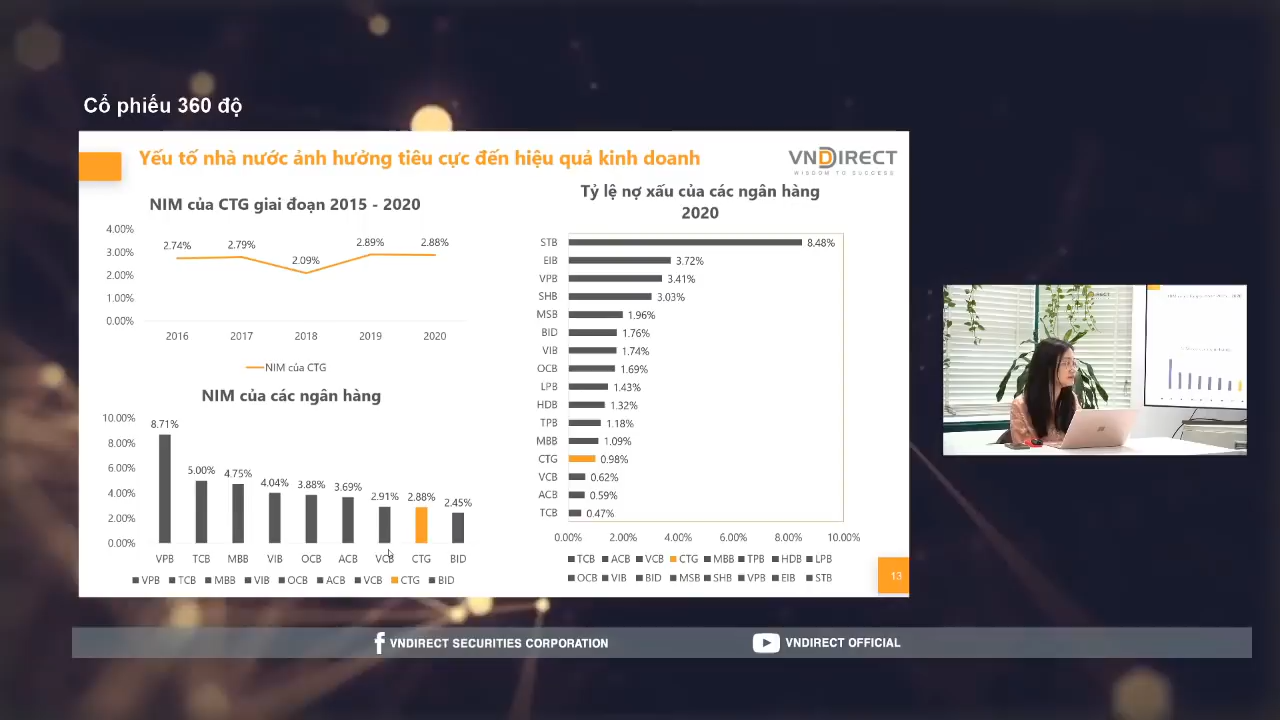 Cổ phiếu 360 độ
Yếu tố nhà nước ảnh hưởng tiêu cực đến hiệu quả kinh doanh
VNDIRECT
WISDOM TO SUCCESS
NIM của CTG giai đoạn 2015 - 2020
4.00%
3.00%
2.00%
1.00%
0.00%
2.74%
2.79%
2.09%
2.89%
2.88%
2016
2017
2018
2019
2020
NIM của CTG
NIM của các ngân hàng
10.00%
8.00%
6.00%
4.00%
2.00%
0.00%
8.71%
5.00%
4.75%
4.04%
3.88%
3.69%
2.91%
2.88%
2.45%
VPB
TCB
MBB
VIB
OCB
ACB
VCB
CTG
BID
VPB TCB MBB VIB OCB ACB VCB CTG BID
Tỷ lệ nợ xấu của các ngân hàng
2020
STB 8.48%
EIB 3.72%
VPB 3.41%
SHB 3.03%
MSB 1.96%
BID 1.76%
VIB 1.74%
OCB 1.69%
LPB 1.43%
HDB 1.32%
TPB 1.18%
MBB 1.09%
CTG 0.98%
VCB 0.62%
ACB 0.59%
TCB 0.47%
0.00% 2.00% 4.00% 6.00% 8.00% 10.00%
TCB ACB VCB CTG MBB TPB HDB LPB
OCB VIB BID MSB SHB VPB EIB STB
13
VNDIRECT SECURITIES CORPORATION
VNDIRECT OFFICIAL